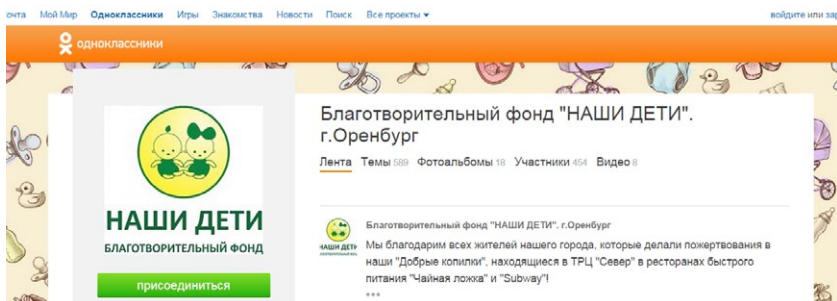 Мой Мир Одноклассники Игры Знакомства Новости Поиск Все проекты войдите или
одноклассники
НАШИ ДЕТИ
БЛАГОТВОРИТЕЛЬНЫЙ ФОНД
присоединиться
Благотворительный фонд "НАШИ ДЕТИ".
г.Оренбург
Лента Темы 589 Фотоальбомы 18 Участники 454 Видео 8
Благотворительный фонд "НАШИ ДЕТИ". г.Оренбург
НАШИ ДЕТИ
Мы благодарим всех жителей нашего города, которые делали пожертвования в
наши "Добрые копилки", находящиеся в ТРЦ "Север" в ресторанах быстрого
питания "Чайная ложка" и "Subway"!